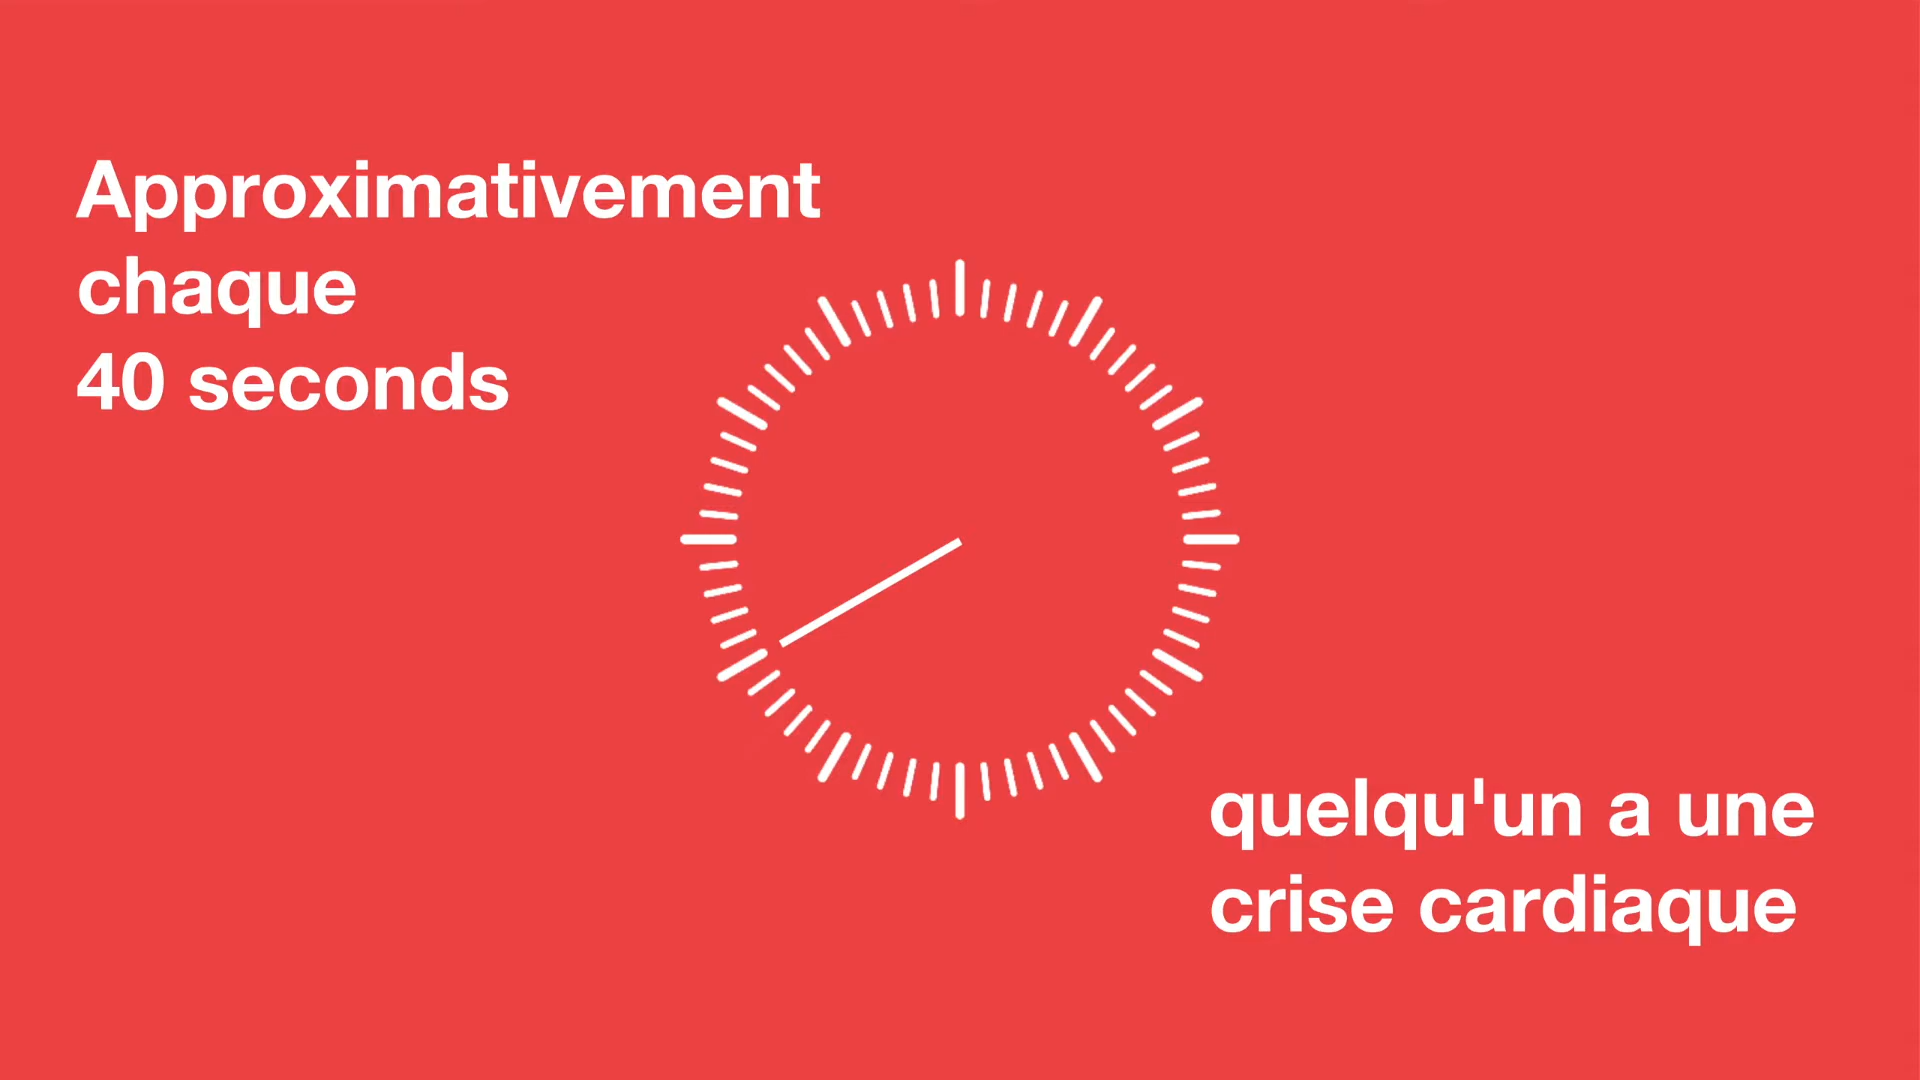 Approximativement
chaque
40 seconds
quelqu'un a une
crise cardiaque